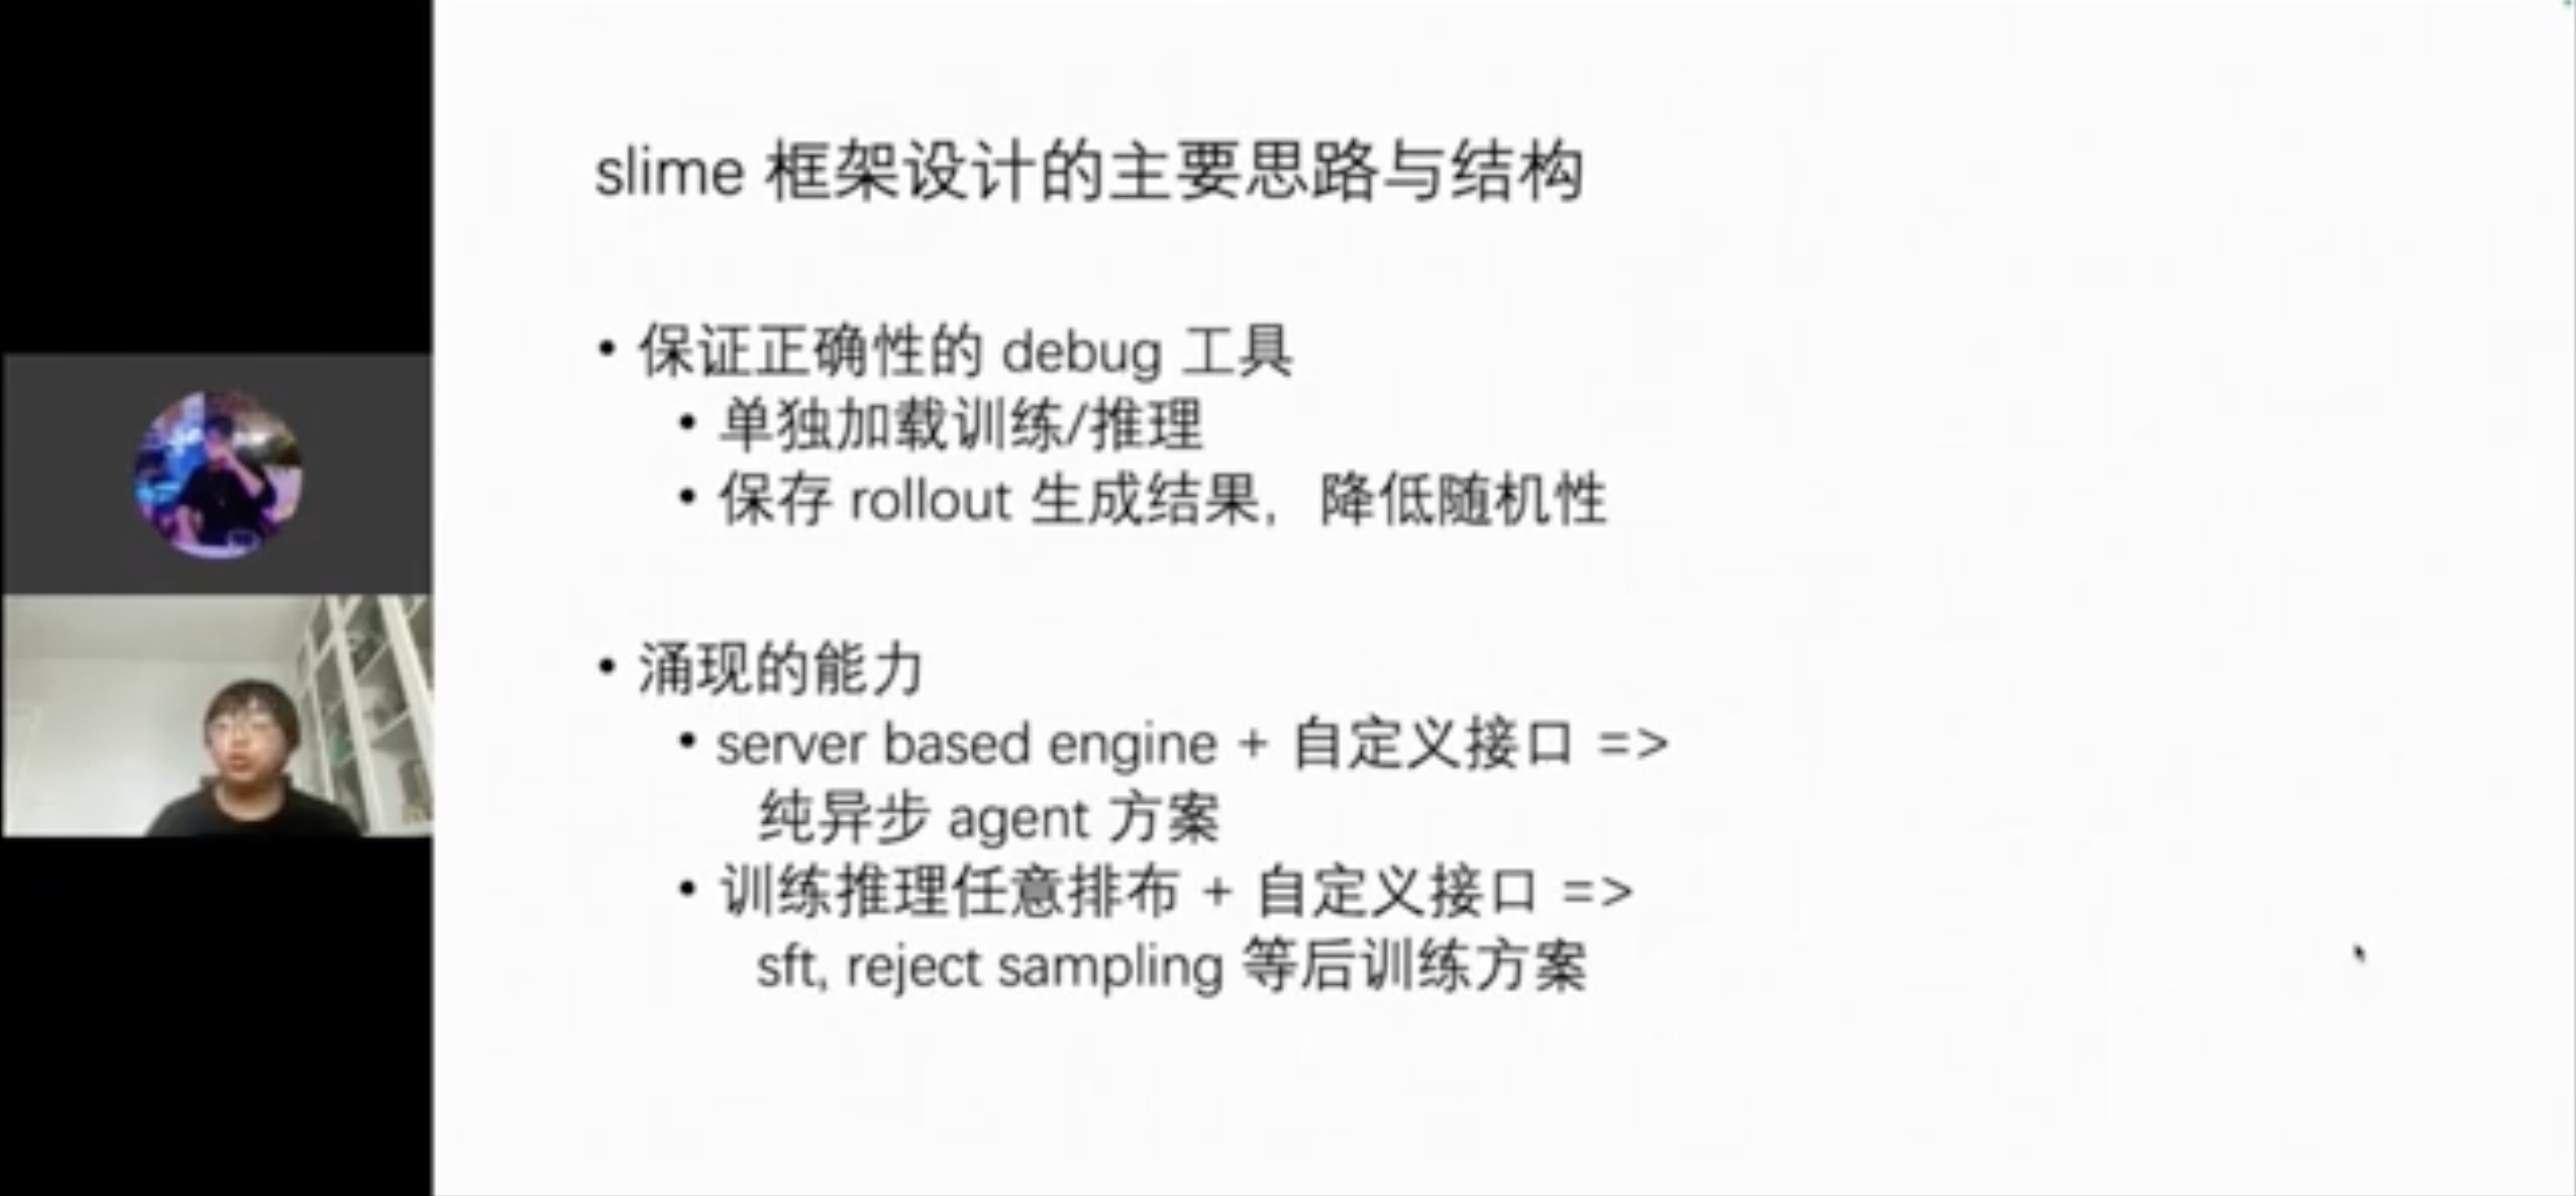 slime 框架设计的主要思路与结构
• 保证正确性的 debug 工具
• 单独加载训练/推理
• 保存 rollout 生成结果，降低随机性
• 涌现的能力
• server based engine + 自定义接口 =>
纯异步 agent 方案
• 训练推理任意排布 + 自定义接口 =>
sft, reject sampling 等后训练方案